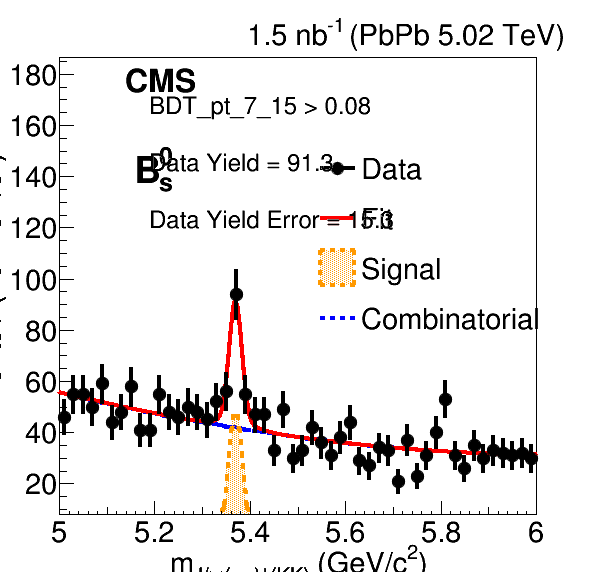 1.5 nb⁻¹ (PbPb 5.02 TeV)
180
CMS
BDT_pt_7_15 > 0.08
160
Data Yield = 91.3
B⁰ₛ
Data
140
Data Yield Error = 15.3
Fit
120
100
Signal
80
Combinatorial
60
40
20
5 5.2 5.4 5.6 5.8 6
m (GeV/c²)